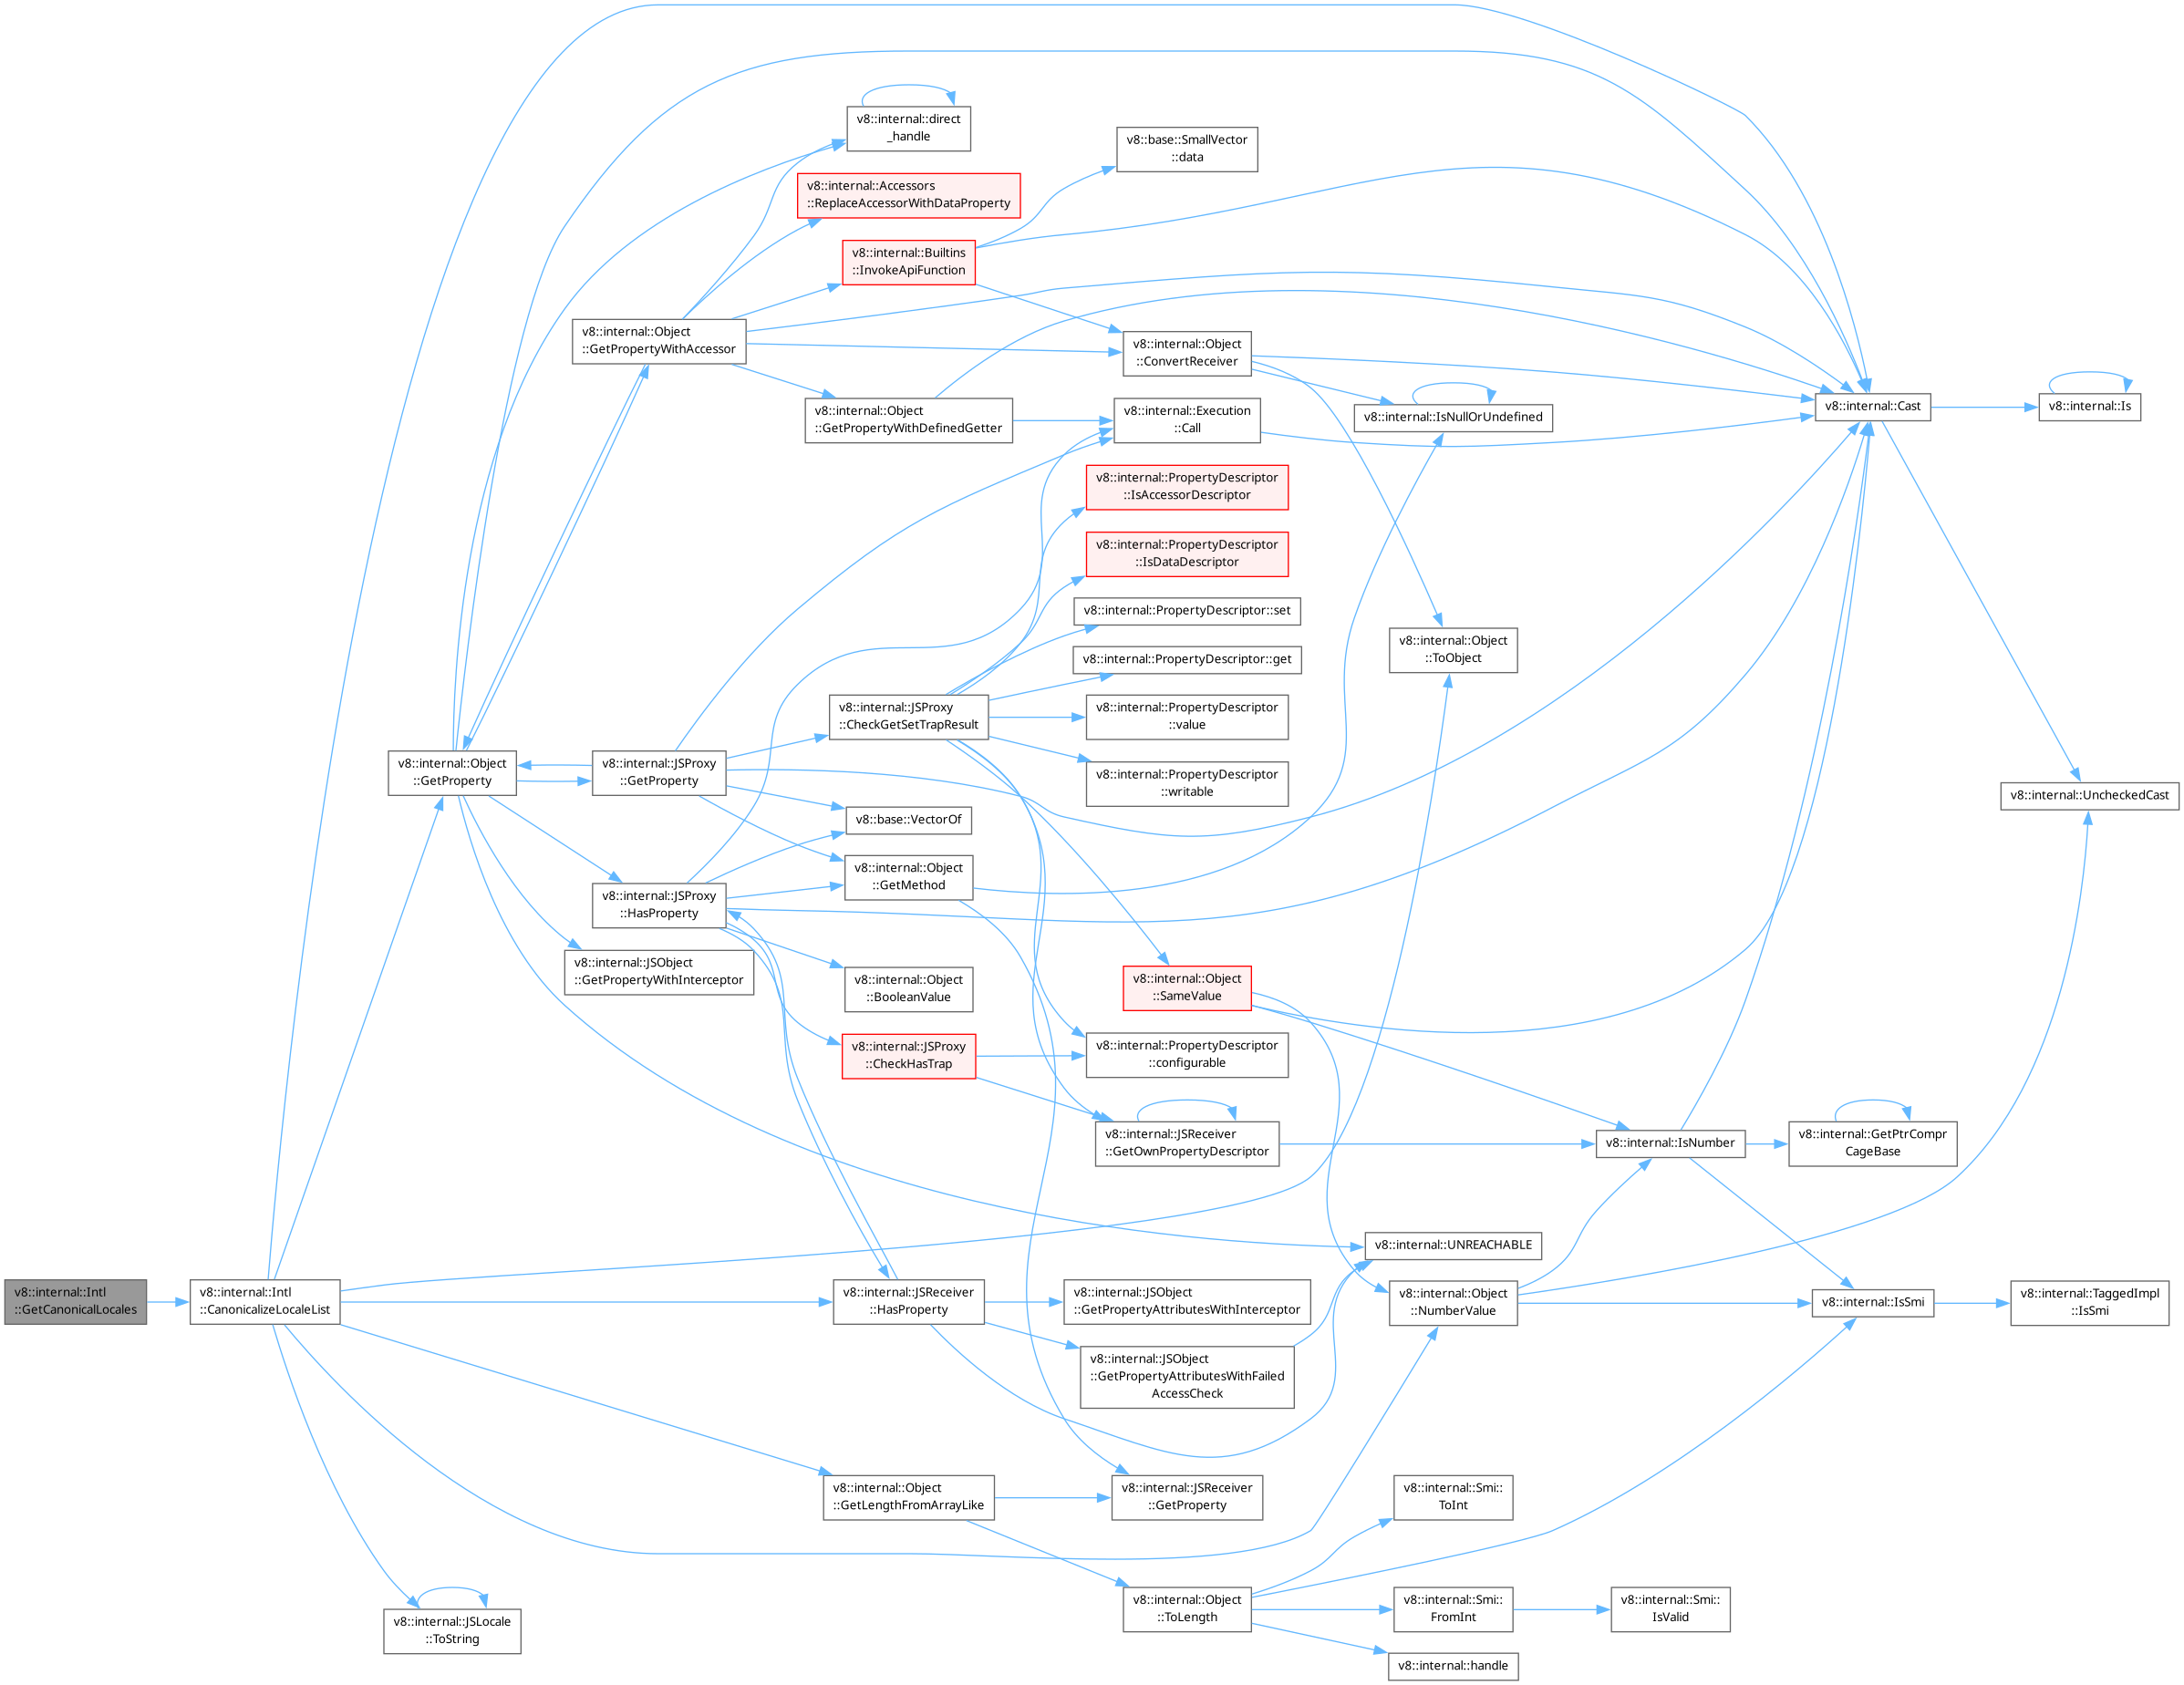 v8::internal::direct
_handle
v8::base::SmallVector
::data
v8::internal::Accessors
::ReplaceAccessorWithDataProperty
v8::internal::Builtins
::InvokeApiFunction
v8::internal::Object
::GetPropertyWithAccessor
v8::internal::Object
::ConvertReceiver
v8::internal::Object
::GetPropertyWithDefinedGetter
v8::internal::Execution
::Call
v8::internal::IsNullOrUndefined
v8::internal::Cast
v8::internal::Is
v8::internal::PropertyDescriptor
::IsAccessorDescriptor
v8::internal::PropertyDescriptor
::IsDataDescriptor
v8::internal::PropertyDescriptor::set
v8::internal::Object
::ToObject
v8::internal::PropertyDescriptor::get
v8::internal::JSProxy
::CheckGetSetTrapResult
v8::internal::PropertyDescriptor
::value
v8::internal::Object
::GetProperty
v8::internal::JSProxy
::GetProperty
v8::internal::PropertyDescriptor
::writable
v8::internal::UncheckedCast
v8::base::VectorOf
v8::internal::Object
::GetMethod
v8::internal::JSProxy
::HasProperty
v8::internal::JSObject
::GetPropertyWithInterceptor
v8::internal::Object
::BooleanValue
v8::internal::Object
::SameValue
v8::internal::JSProxy
::CheckHasTrap
v8::internal::PropertyDescriptor
::configurable
v8::internal::JSReceiver
::GetOwnPropertyDescriptor
v8::internal::IsNumber
v8::internal::GetPtrCompr
CageBase
v8::internal::UNREACHABLE
v8::internal::Intl
::GetCanonicalLocales
v8::internal::Intl
::CanonicalizeLocaleList
v8::internal::JSReceiver
::HasProperty
v8::internal::JSObject
::GetPropertyAttributesWithInterceptor
v8::internal::Object
::NumberValue
v8::internal::IsSmi
v8::internal::TaggedImpl
::IsSmi
v8::internal::JSObject
::GetPropertyAttributesWithFailed
AccessCheck
v8::internal::Object
::GetLengthFromArrayLike
v8::internal::JSReceiver
::GetProperty
v8::internal::Smi::
ToInt
v8::internal::JSLocale
::ToString
v8::internal::Object
::ToLength
v8::internal::Smi::
FromInt
v8::internal::Smi::
IsValid
v8::internal::handle